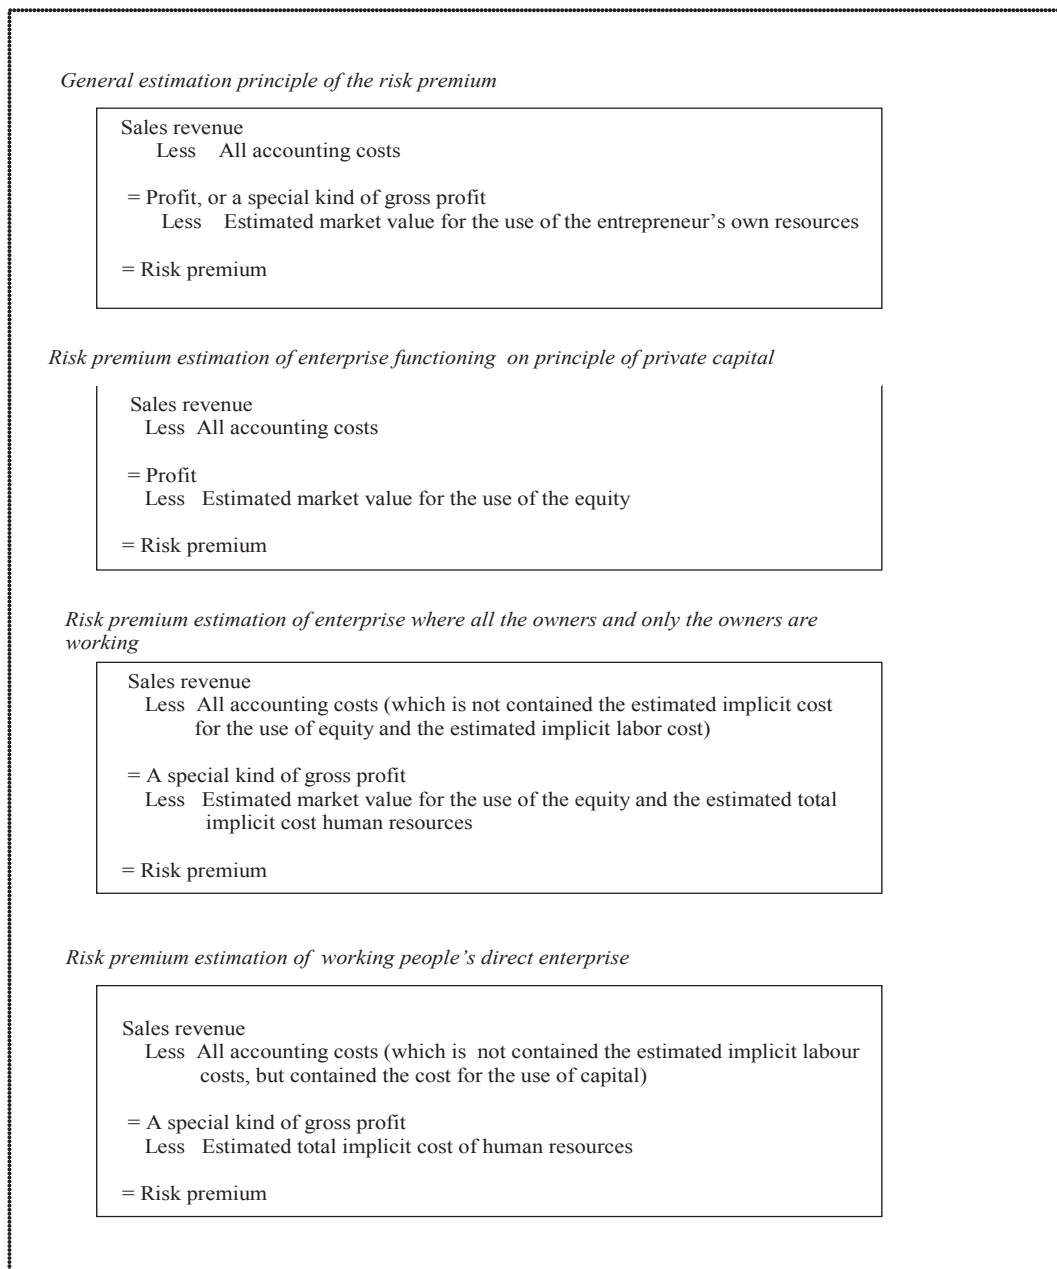 General estimation principle of the risk premium
Sales revenue
Less All accounting costs
= Profit, or a special kind of gross profit
Less Estimated market value for the use of the entrepreneur's own resources
= Risk premium
Risk premium estimation of enterprise functioning on principle of private capital
Sales revenue
Less All accounting costs
= Profit
Less Estimated market value for the use of the equity
= Risk premium
Risk premium estimation of enterprise where all the owners and only the owners are
working
Sales revenue
Less All accounting costs (which is not contained the estimated implicit cost
for the use of equity and the estimated implicit labor cost)
= A special kind of gross profit
Less Estimated market value for the use of the equity and the estimated total
implicit cost human resources
= Risk premium
Risk premium estimation of working people's direct enterprise
Sales revenue
Less All accounting costs (which is not contained the estimated implicit labour
costs, but contained the cost for the use of capital)
= A special kind of gross profit
Less Estimated total implicit cost of human resources
= Risk premium